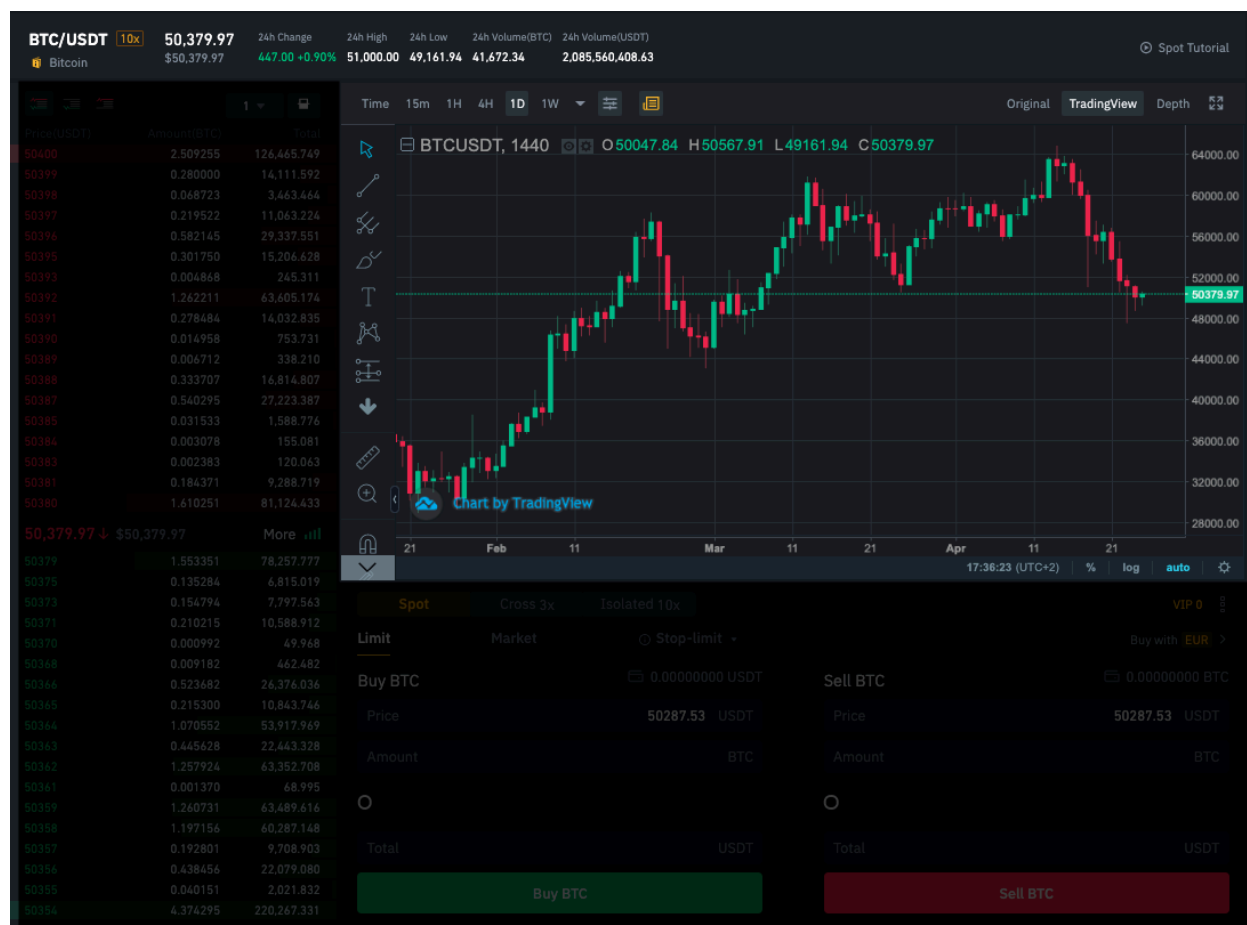 BTC/USDT 10x 50,379.97 24h Change 24h High 24h Low 24h Volume(BTC) 24h Volume(USDT)
Bitcoin $50,379.97 447.00 +0.90% 51,000.00 49,161.94 41,672.34 2,085,560,408.63
Spot Tutorial
1
Price(USDT) Amount(BTC) Total
50400 2.509255 126,465.749
50399 0.280000 14,111.592
50398 0.068723 3,463.464
50397 0.219522 11,063.224
50396 0.582145 29,337.551
50395 0.301750 15,206.628
50393 0.004868 245.311
50392 1.262211 63,605.174
50391 0.278484 14,032.835
50390 0.014958 753.731
50389 0.006712 338.210
50388 0.333707 16,814.807
50387 0.540295 27,223.387
50385 0.031533 1,588.776
50384 0.003078 155.081
50383 0.002383 120.063
50381 0.184371 9,288.719
50380 1.610251 81,124.433
50,379.97↓ $50,379.97 More
50379 1.553351 78,257.777
50375 0.135284 6,815.019
50373 0.154794 7,797.563
50371 0.210215 10,588.912
50370 0.000992 49.968
50368 0.009182 462.482
50366 0.523682 26,376.036
50365 0.215300 10,843.746
50364 1.070552 53,917.969
50363 0.445628 22,443.328
50362 1.257924 63,352.708
50361 0.001370 68.995
50359 1.260731 63,489.616
50358 1.197156 60,287.148
50357 0.192801 9,708.903
50356 0.438456 22,079.080
50355 0.040151 2,021.832
50354 4.374295 220,267.331
Time 15m 1H 4H 1D 1W Original TradingView Depth
BTCUSDT, 1440 O50047.84 H50567.91 L49161.94 C50379.97
64000.00
60000.00
56000.00
52000.00
50379.97
48000.00
44000.00
40000.00
36000.00
32000.00
28000.00
Chart by TradingView
21 Feb 11 Mar 11 21 Apr 11 21
17:36:23 (UTC+2) % log auto
Spot Cross 3x Isolated 10x VIP 0
Limit Market Stop-limit Buy with EUR
Buy BTC 0.00000000 USDT
Price 50287.53 USDT
Amount BTC
Total USDT
Buy BTC
Sell BTC 0.00000000 BTC
Price 50287.53 USDT
Amount BTC
Total USDT
Sell BTC